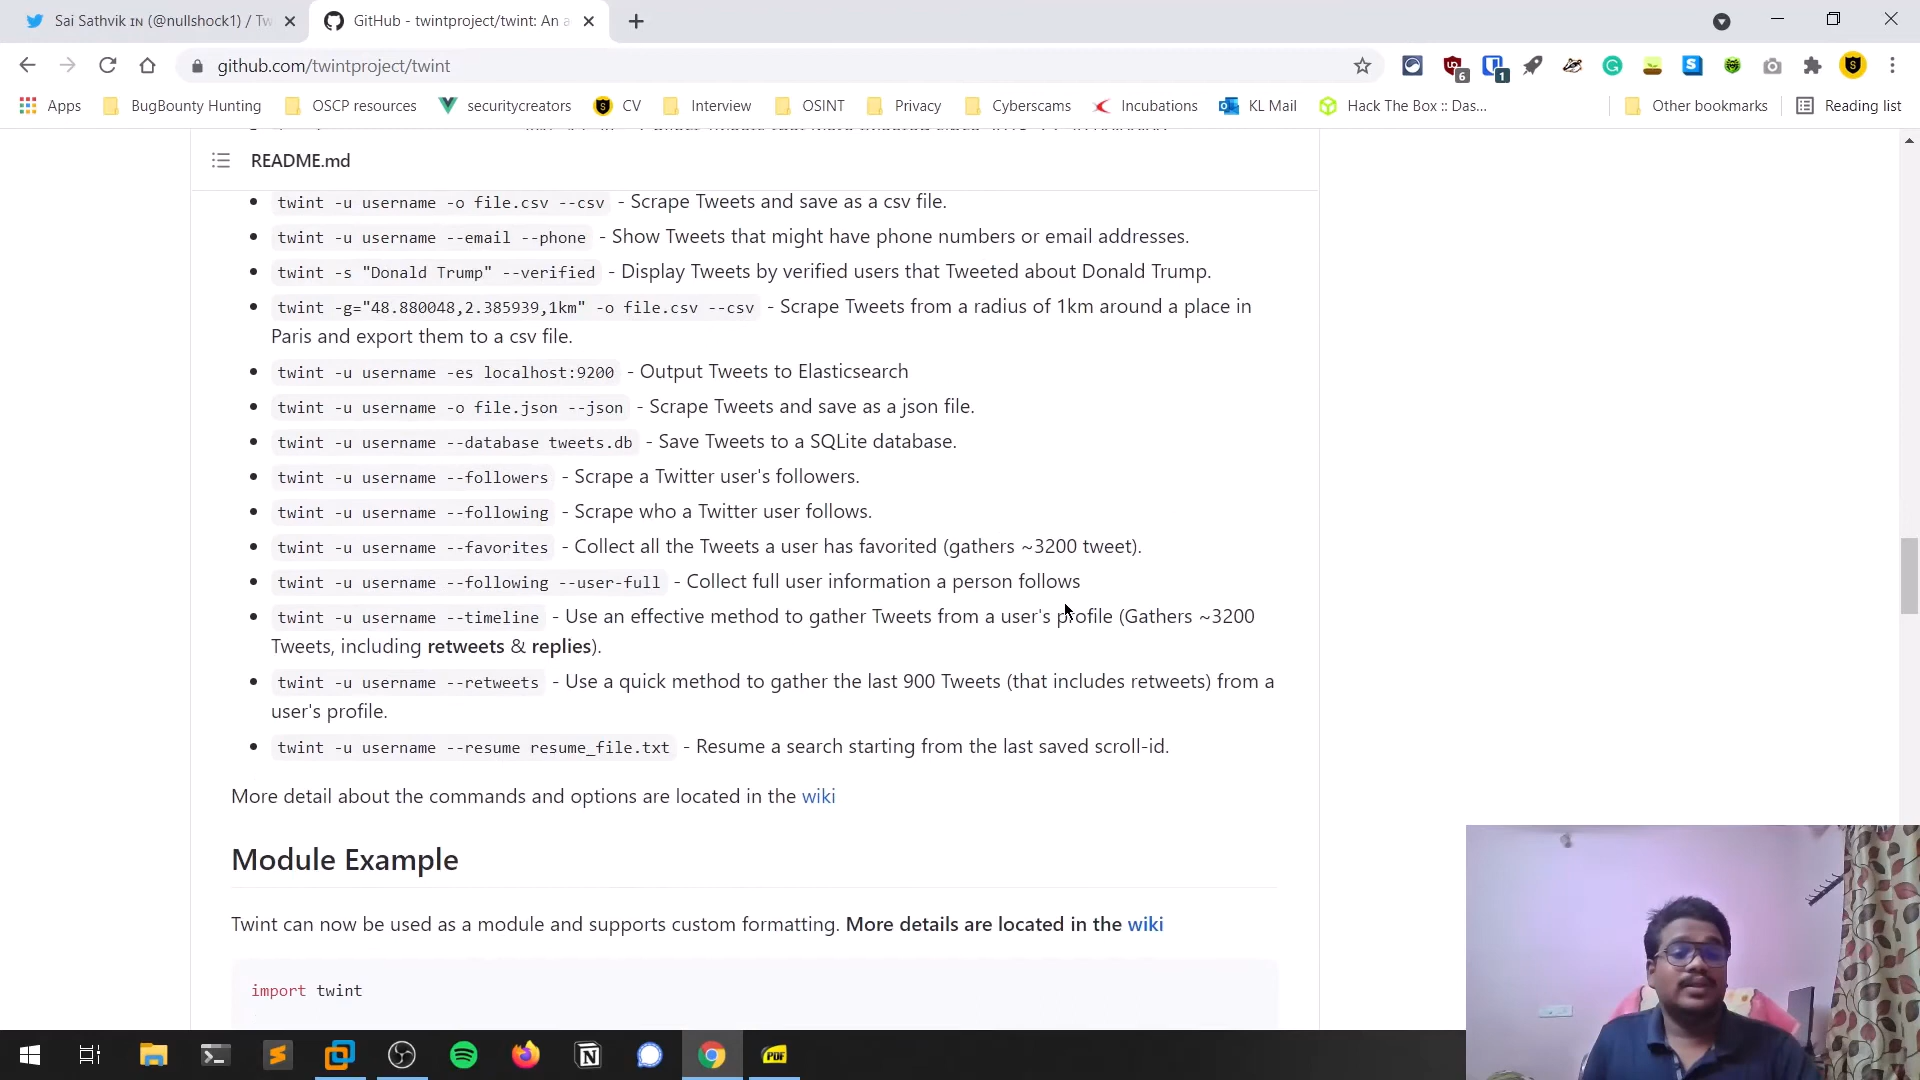 Sai Sathvik IN (@nullshock1) / Tw
GitHub - twintproject/twint: An a
github.com/twintproject/twint
6
1
Apps
BugBounty Hunting
OSCP resources
securitycreators
CV
Interview
OSINT
Privacy
Cyberscams
Incubations
KL Mail
Hack The Box :: Das...
Other bookmarks
Reading list
README.md
twint -u username -o file.csv --csv - Scrape Tweets and save as a csv file.
twint -u username --email --phone - Show Tweets that might have phone numbers or email addresses.
twint -s "Donald Trump" --verified - Display Tweets by verified users that Tweeted about Donald Trump.
twint -g="48.880048,2.385939,1km" -o file.csv --csv - Scrape Tweets from a radius of 1km around a place in
Paris and export them to a csv file.
twint -u username -es localhost:9200 - Output Tweets to Elasticsearch
twint -u username -o file.json --json - Scrape Tweets and save as a json file.
twint -u username --database tweets.db - Save Tweets to a SQLite database.
twint -u username --followers - Scrape a Twitter user's followers.
twint -u username --following - Scrape who a Twitter user follows.
twint -u username --favorites - Collect all the Tweets a user has favorited (gathers ~3200 tweet).
twint -u username --following --user-full - Collect full user information a person follows
twint -u username --timeline - Use an effective method to gather Tweets from a user's profile (Gathers ~3200
Tweets, including retweets & replies).
twint -u username --retweets - Use a quick method to gather the last 900 Tweets (that includes retweets) from a
user's profile.
twint -u username --resume resume_file.txt - Resume a search starting from the last saved scroll-id.
More detail about the commands and options are located in the wiki
Module Example
Twint can now be used as a module and supports custom formatting. More details are located in the wiki
import twint
PDF